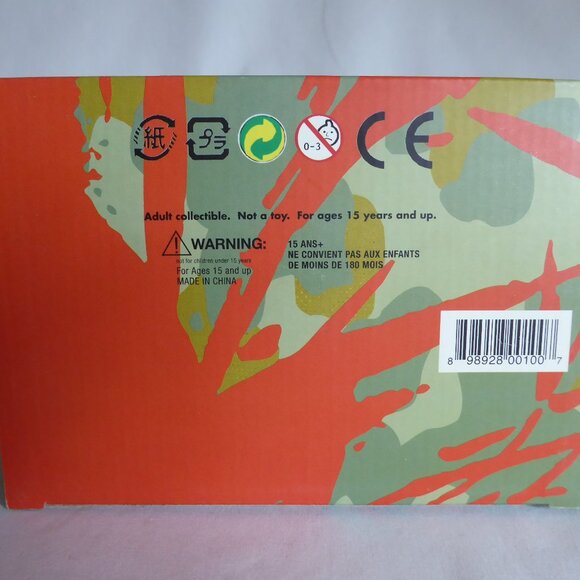 紙 プラ 0-3 CE
Adult collectible. Not a toy. For ages 15 years and up.
WARNING:
not for children under 15 years
For Ages 15 and up
MADE IN CHINA
15 ANS+
NE CONVIENT PAS AUX ENFANTS
DE MOINS DE 180 MOIS
8 98928 00100 7